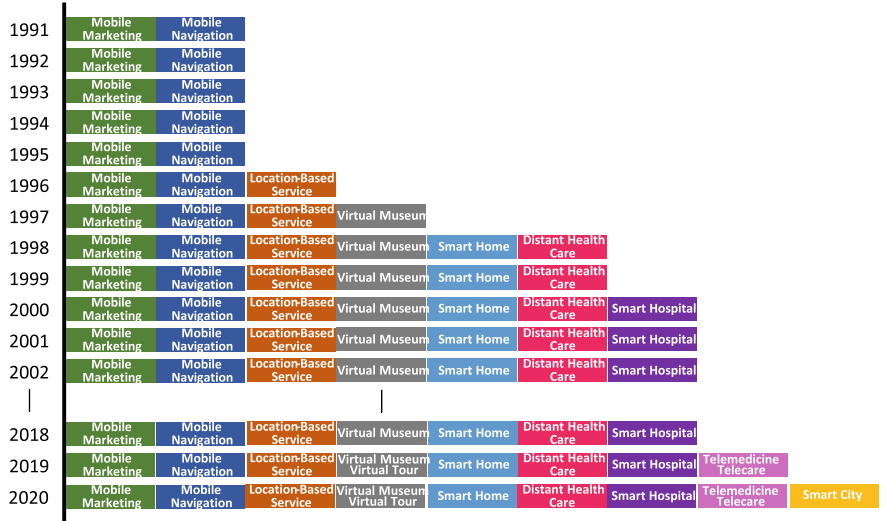 1991 Mobile Marketing Mobile Navigation
1992 Mobile Marketing Mobile Navigation
1993 Mobile Marketing Mobile Navigation
1994 Mobile Marketing Mobile Navigation
1995 Mobile Marketing Mobile Navigation
1996 Mobile Marketing Mobile Navigation Location-Based Service
1997 Mobile Marketing Mobile Navigation Location-Based Service Virtual Museum
1998 Mobile Marketing Mobile Navigation Location-Based Service Virtual Museum Smart Home Distant Health Care
1999 Mobile Marketing Mobile Navigation Location-Based Service Virtual Museum Smart Home Distant Health Care
2000 Mobile Marketing Mobile Navigation Location-Based Service Virtual Museum Smart Home Distant Health Care Smart Hospital
2001 Mobile Marketing Mobile Navigation Location-Based Service Virtual Museum Smart Home Distant Health Care Smart Hospital
2002 Mobile Marketing Mobile Navigation Location-Based Service Virtual Museum Smart Home Distant Health Care Smart Hospital
2018 Mobile Marketing Mobile Navigation Location-Based Service Virtual Museum Smart Home Distant Health Care Smart Hospital
2019 Mobile Marketing Mobile Navigation Location-Based Service Virtual Museum Virtual Tour Smart Home Distant Health Care Smart Hospital Telemedicine Telecare
2020 Mobile Marketing Mobile Navigation Location-Based Service Virtual Museum Virtual Tour Smart Home Distant Health Care Smart Hospital Telemedicine Telecare Smart City